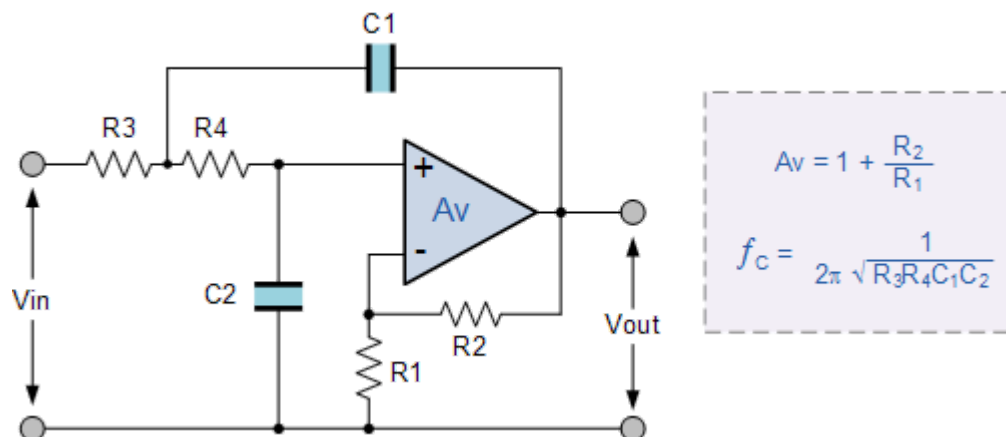 C1
R3
R4
+
Av
-
C2
Vin
R2
Vout
R1
Av = 1 + R₂/R₁
fC = 1/2π √R₃R₄C₁C₂